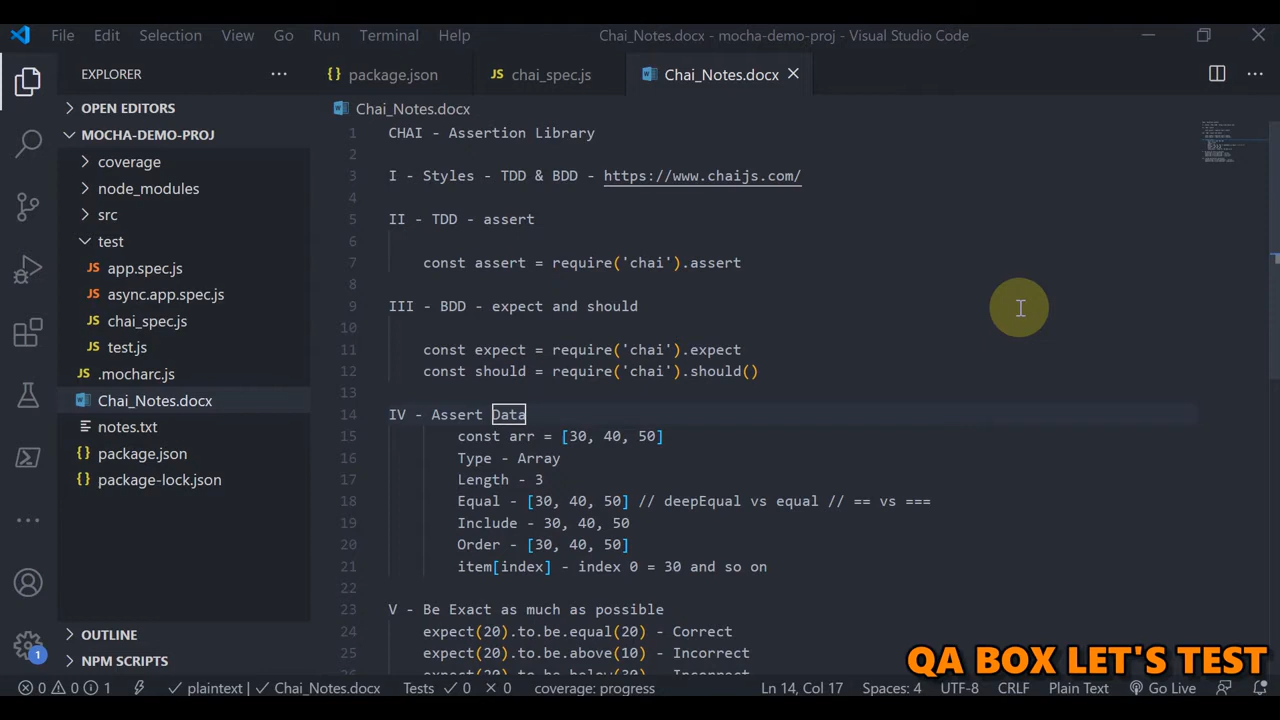 File Edit Selection View Go Run Terminal Help Chai_Notes.docx - mocha-demo-proj - Visual Studio Code
EXPLORER
package.json chai_spec.js Chai_Notes.docx
OPEN EDITORS
MOCHA-DEMO-PROJ
coverage
node_modules
src
test
JS app.spec.js
JS async.app.spec.js
JS chai_spec.js
JS test.js
JS .mocharc.js
Chai_Notes.docx
notes.txt
{} package.json
{} package-lock.json
OUTLINE
NPM SCRIPTS
Chai_Notes.docx
1 CHAI - Assertion Library
2
3 I - Styles - TDD & BDD - https://www.chaijs.com/
4
5 II - TDD - assert
6
7 const assert = require('chai').assert
8
9 III - BDD - expect and should
10
11 const expect = require('chai').expect
12 const should = require('chai').should()
13
14 IV - Assert Data
15 const arr = [30, 40, 50]
16 Type - Array
17 Length - 3
18 Equal - [30, 40, 50] // deepEqual vs equal // == vs ===
19 Include - 30, 40, 50
20 Order - [30, 40, 50]
21 item[index] - index 0 = 30 and so on
22
23 V - Be Exact as much as possible
24 expect(20).to.be.equal(20) - Correct
25 expect(20).to.be.above(10) - Incorrect
QA BOX LET'S TEST
1
0 0 1 plaintext | Chai_Notes.docx Tests 0 0 coverage: progress Ln 14, Col 17 Spaces: 4 UTF-8 CRLF Plain Text Go Live